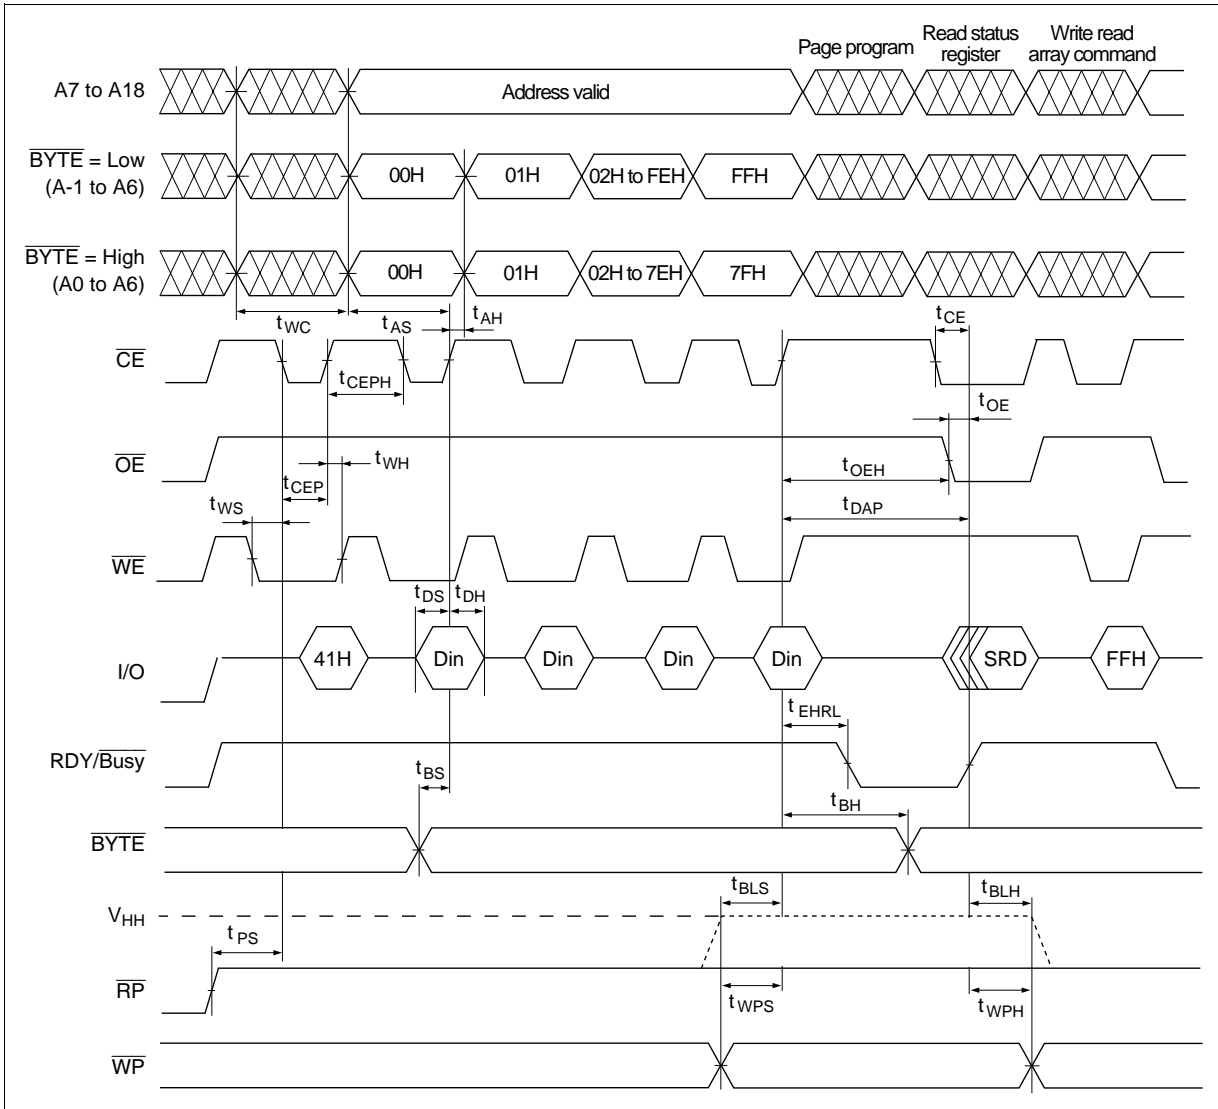 Page program
Read status
register
Write read
array command
A7 to A18
Address valid
BYTE = Low
(A-1 to A6)
00H
01H
02H to FEH
FFH
BYTE = High
(A0 to A6)
00H
01H
02H to 7EH
7FH
tWC
tAS
tAH
tCE
CE
tCEPH
tOE
OE
tWH
tOEH
tCEP
tWS
tDAP
WE
tDS
tDH
I/O
41H
Din
Din
Din
Din
SRD
FFH
tEHRL
RDY/Busy
tBS
tBH
BYTE
tBLS
tBLH
VHH
tPS
RP
tWPS
tWPH
WP